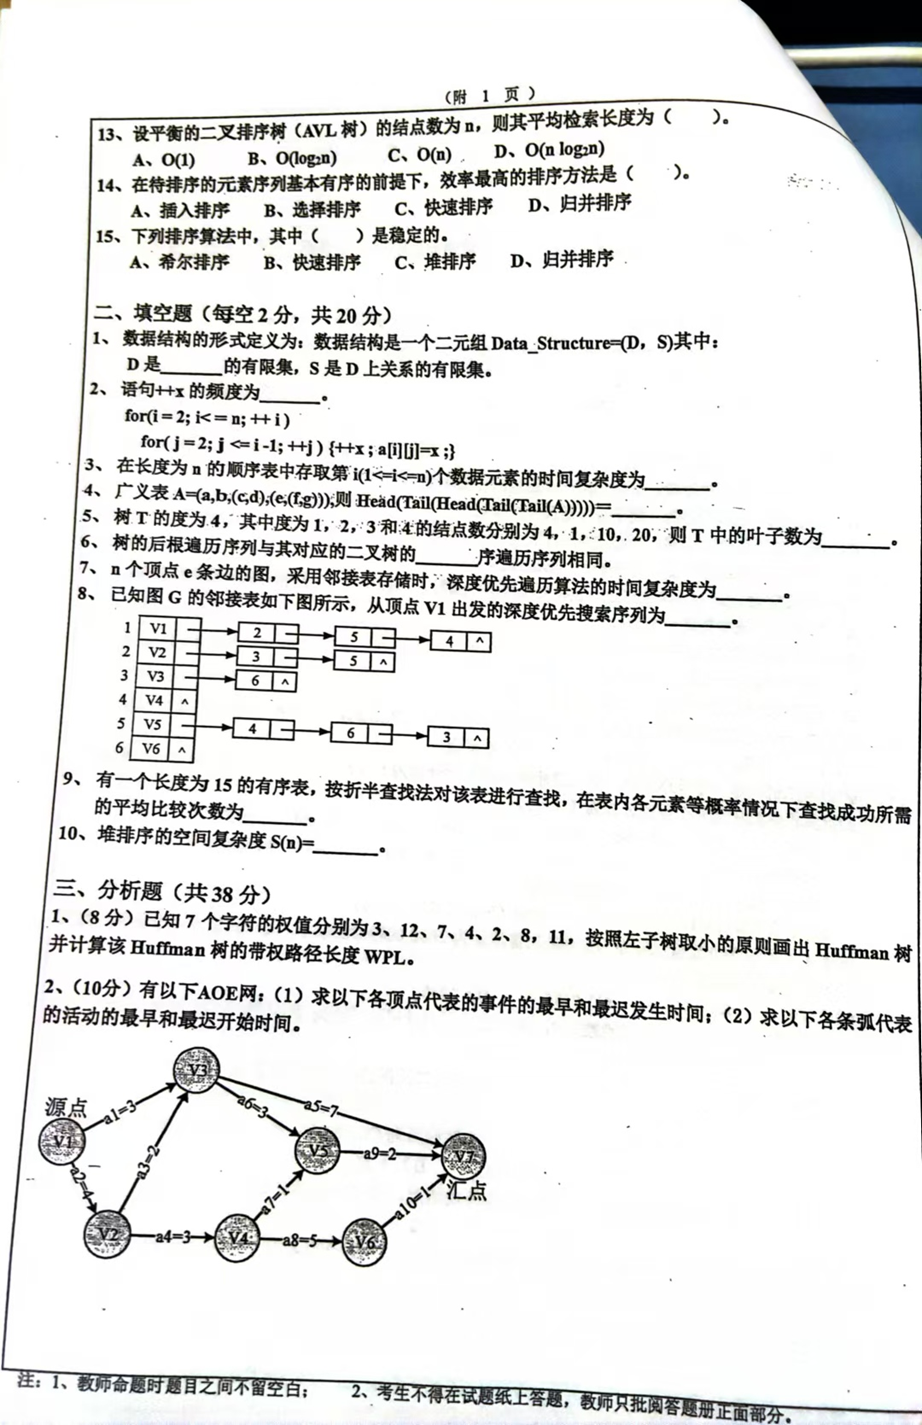 （附 1 页）
13、设平衡的二叉排序树（AVL 树）的结点数为 n，则其平均检索长度为（ ）。
A、O(1) B、O(log₂n) C、O(n) D、O(n log₂n)
14、在待排序的元素序列基本有序的前提下，效率最高的排序方法是（ ）。
A、插入排序 B、选择排序 C、快速排序 D、归并排序
15、下列排序算法中，其中（ ）是稳定的。
A、希尔排序 B、快速排序 C、堆排序 D、归并排序
二、填空题（每空 2 分，共 20 分）
1、 数据结构的形式定义为：数据结构是一个二元组 Data_Structure=(D，S)其中：
D 是______的有限集，S 是 D 上关系的有限集。
2、 语句++x 的频度为______。
for(i = 2; i<= n; ++ i )
for( j = 2; j <= i -1; ++j ) {++x ; a[i][j]=x ;}
3、 在长度为 n 的顺序表中存取第 i(1<=i<=n)个数据元素的时间复杂度为______。
4、 广义表 A=(a,b,(c,d),(e,(f,g))),则 Head(Tail(Head(Tail(Tail(A)))))=______。
5、 树 T 的度为 4，其中度为 1，2，3 和 4 的结点数分别为 4，1，10，20，则 T 中的叶子数为______。
6、 树的后根遍历序列与其对应的二叉树的______序遍历序列相同。
7、 n 个顶点 e 条边的图，采用邻接表存储时，深度优先遍历算法的时间复杂度为______。
8、 已知图 G 的邻接表如下图所示，从顶点 V1 出发的深度优先搜索序列为______。
1 V1 2 5 4 ^
2 V2 3 5 ^
3 V3 6 ^
4 V4 ^
5 V5 4 6 3 ^
6 V6 ^
9、 有一个长度为 15 的有序表，按折半查找法对该表进行查找，在表内各元素等概率情况下查找成功所需
的平均比较次数为______。
10、堆排序的空间复杂度 S(n)=______。
三、分析题（共 38 分）
1、（8 分）已知 7 个字符的权值分别为 3、12、7、4、2、8，11，按照左子树取小的原则画出 Huffman 树
并计算该 Huffman 树的带权路径长度 WPL。
2、（10分）有以下AOE网：（1）求以下各顶点代表的事件的最早和最迟发生时间；（2）求以下各条弧代表
的活动的最早和最迟开始时间。
V3
源点 a1=3 a6=3 a5=7
V1 a3=2 V5 a9=2 V7
a2=4 a7=1 a10=1 汇点
V2 a4=3 V4 a8=5 V6
注：1、教师命题时题目之间不留空白； 2、考生不得在试题纸上答题，教师只批阅答题册正面部分。